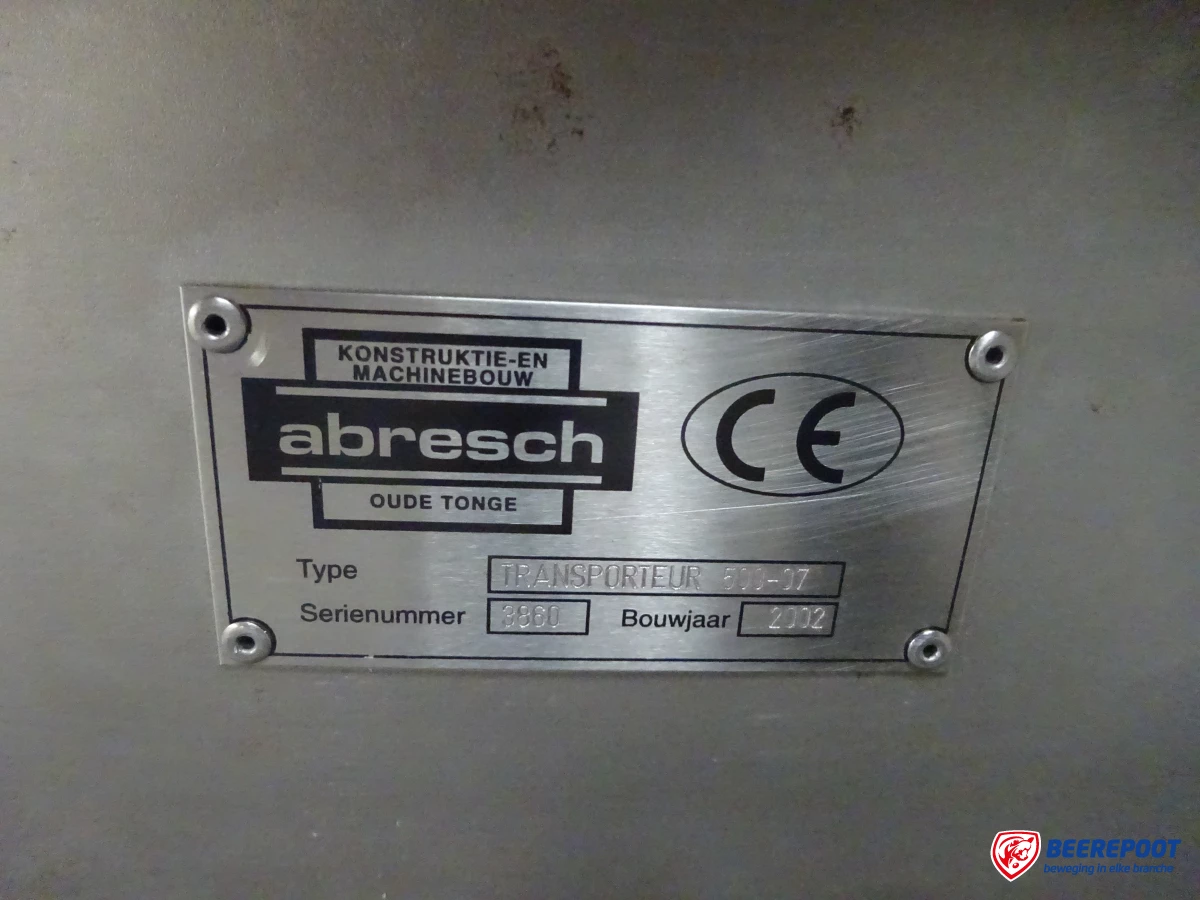 KONSTRUKTIE-EN
MACHINEBOUW
abresch
OUDE TONGE
CE
Type TRANSPORTEUR 500-07
Serienummer 3860 Bouwjaar 2002
BEEREPOOT
beweging in elke branche